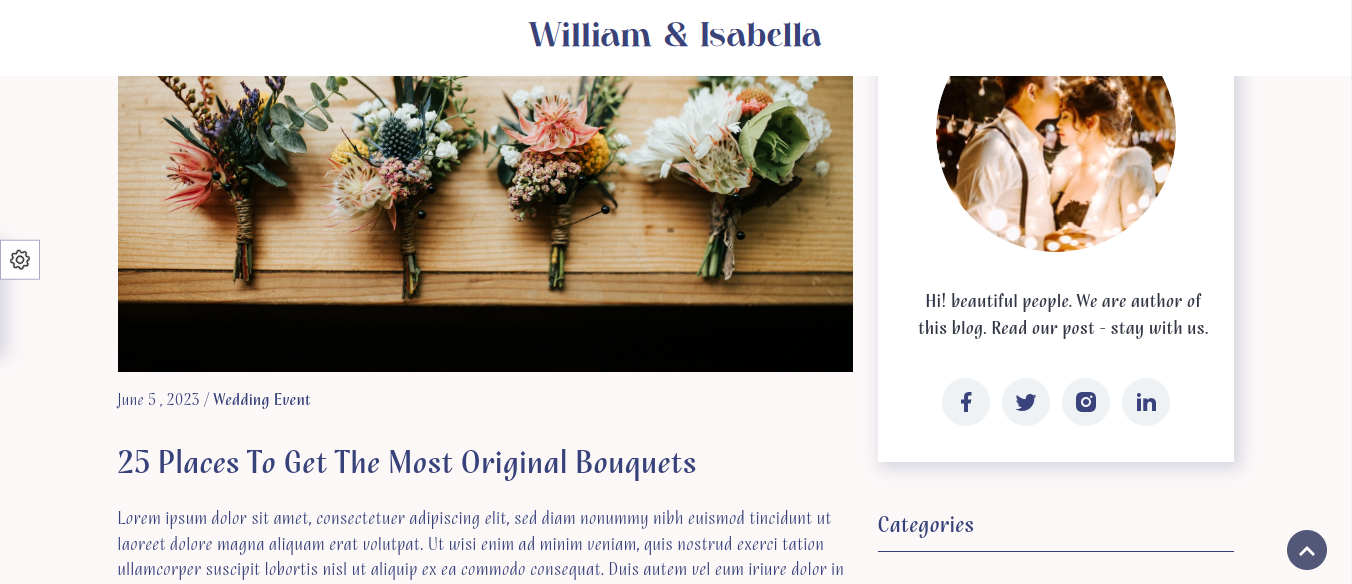 William & Isabella
June 5 , 2023 / Wedding Event
25 Places To Get The Most Original Bouquets
Lorem ipsum dolor sit amet, consectetuer adipiscing elit, sed diam nonummy nibh euismod tincidunt ut
laoreet dolore magna aliquam erat volutpat. Ut wisi enim ad minim veniam, quis nostrud exerci tation
ullamcorper suscipit lobortis nisl ut aliquip ex ea commodo consequat. Duis autem vel eum iriure dolor in
Hi! beautiful people. We are author of
this blog. Read our post - stay with us.
Categories